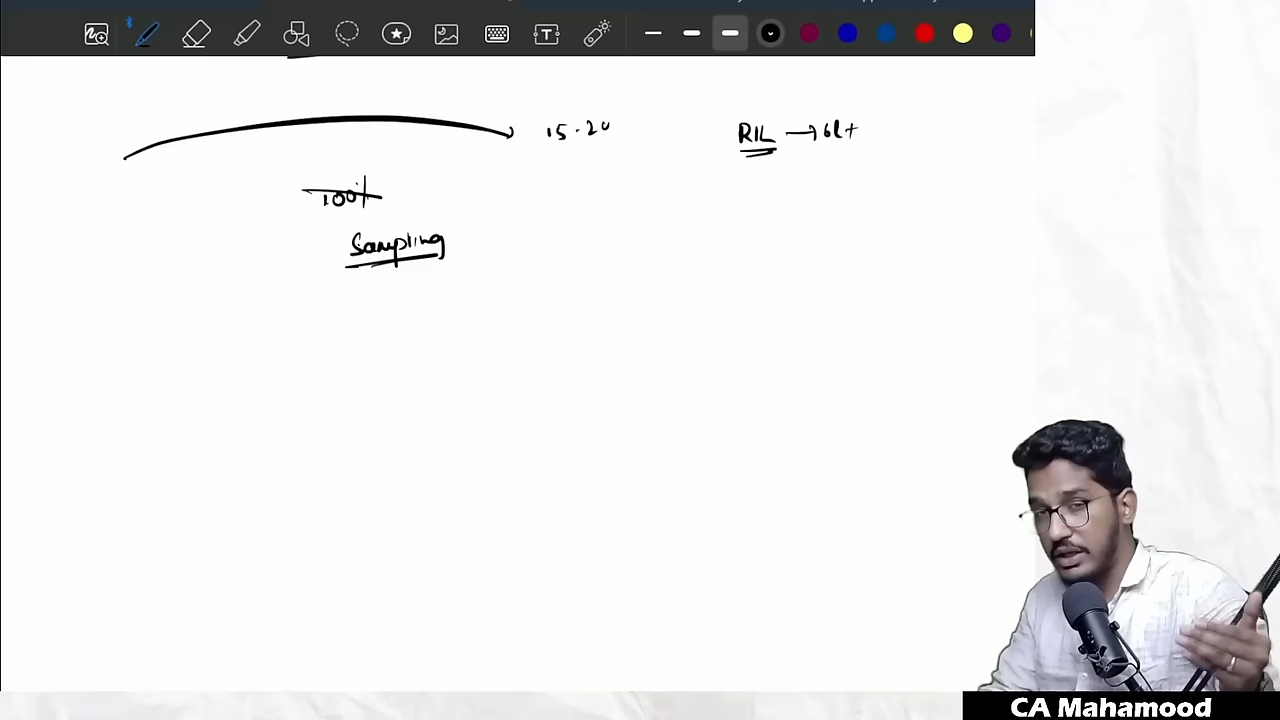 15-20
RIL → 6L+
100%
Sampling
CA Mahamood